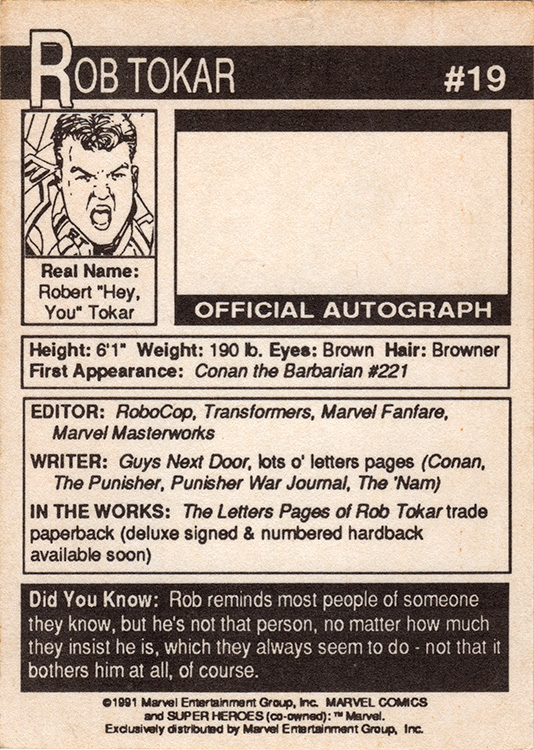 ROB TOKAR
#19
Real Name:
Robert "Hey,
You" Tokar
OFFICIAL AUTOGRAPH
Height: 6'1" Weight: 190 lb. Eyes: Brown Hair: Browner
First Appearance: Conan the Barbarian #221
EDITOR: RoboCop, Transformers, Marvel Fanfare,
Marvel Masterworks
WRITER: Guys Next Door, lots o' letters pages (Conan,
The Punisher, Punisher War Journal, The 'Nam)
IN THE WORKS: The Letters Pages of Rob Tokar trade
paperback (deluxe signed & numbered hardback
available soon)
Did You Know: Rob reminds most people of someone
they know, but he's not that person, no matter how much
they insist he is, which they always seem to do - not that it
bothers him at all, of course.
©1991 Marvel Entertainment Group, Inc. MARVEL COMICS
and SUPER HEROES (co-owned): ™ Marvel.
Exclusively distributed by Marvel Entertainment Group, Inc.